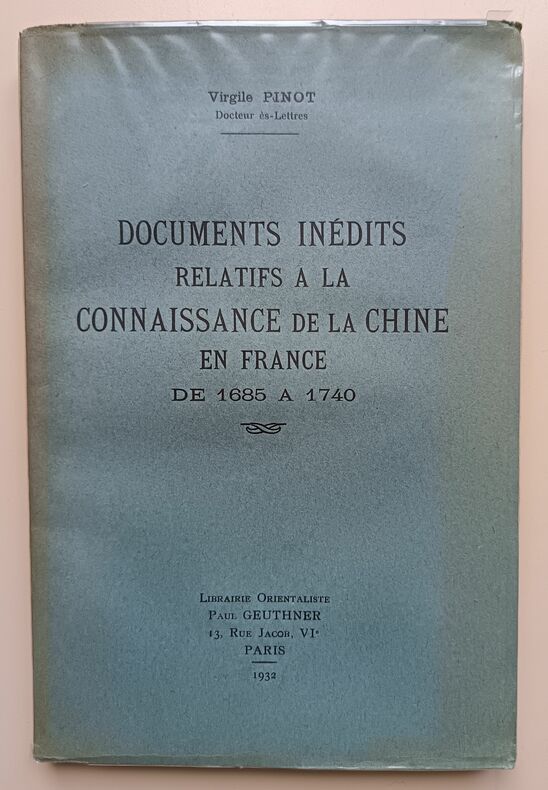 Virgile PINOT
Docteur ès-Lettres
DOCUMENTS INÉDITS
RELATIFS A LA
CONNAISSANCE DE LA CHINE
EN FRANCE
DE 1685 A 1740
LIBRAIRIE ORIENTALISTE
PAUL GEUTHNER
13, RUE JACOB, VIe
PARIS
1932